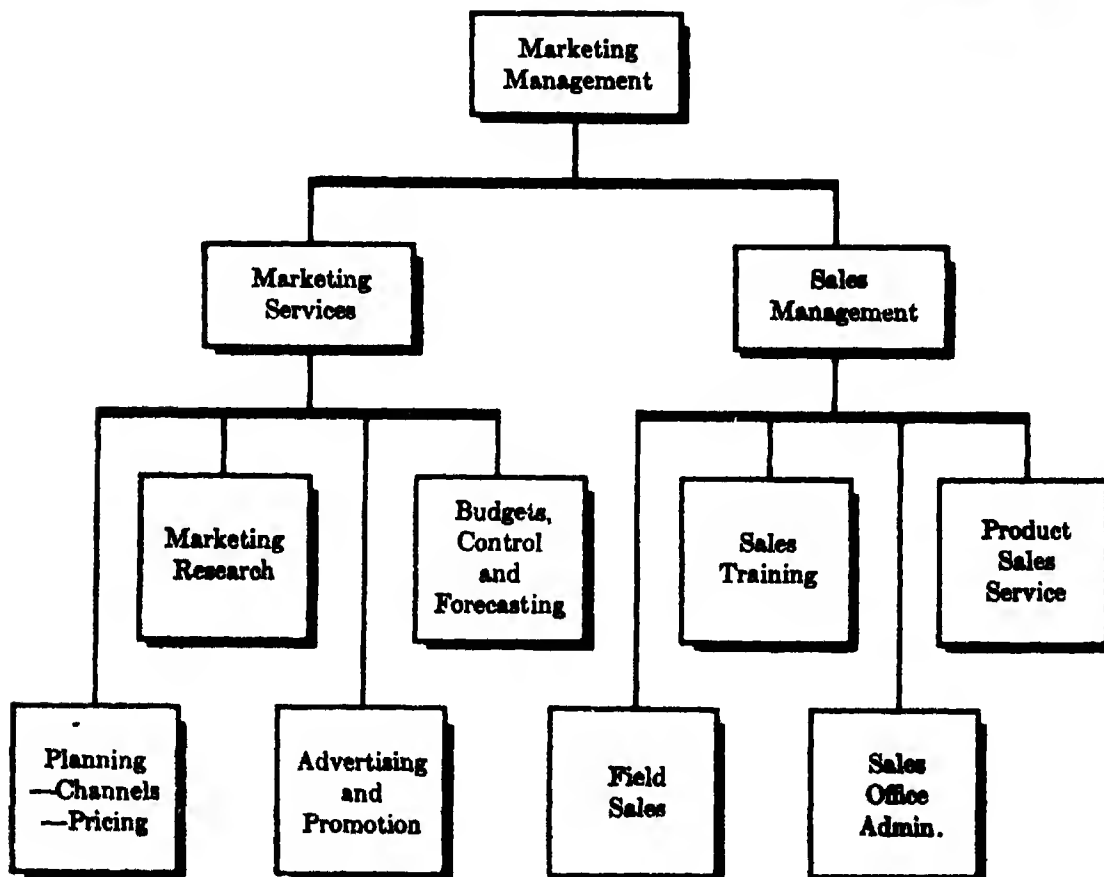 Marketing
Management
Marketing
Services
Sales
Management
Marketing
Research
Budgets,
Control
and
Forecasting
Sales
Training
Product
Sales
Service
Planning
—Channels
—Pricing
Advertising
and
Promotion
Field
Sales
Sales
Office
Admin.